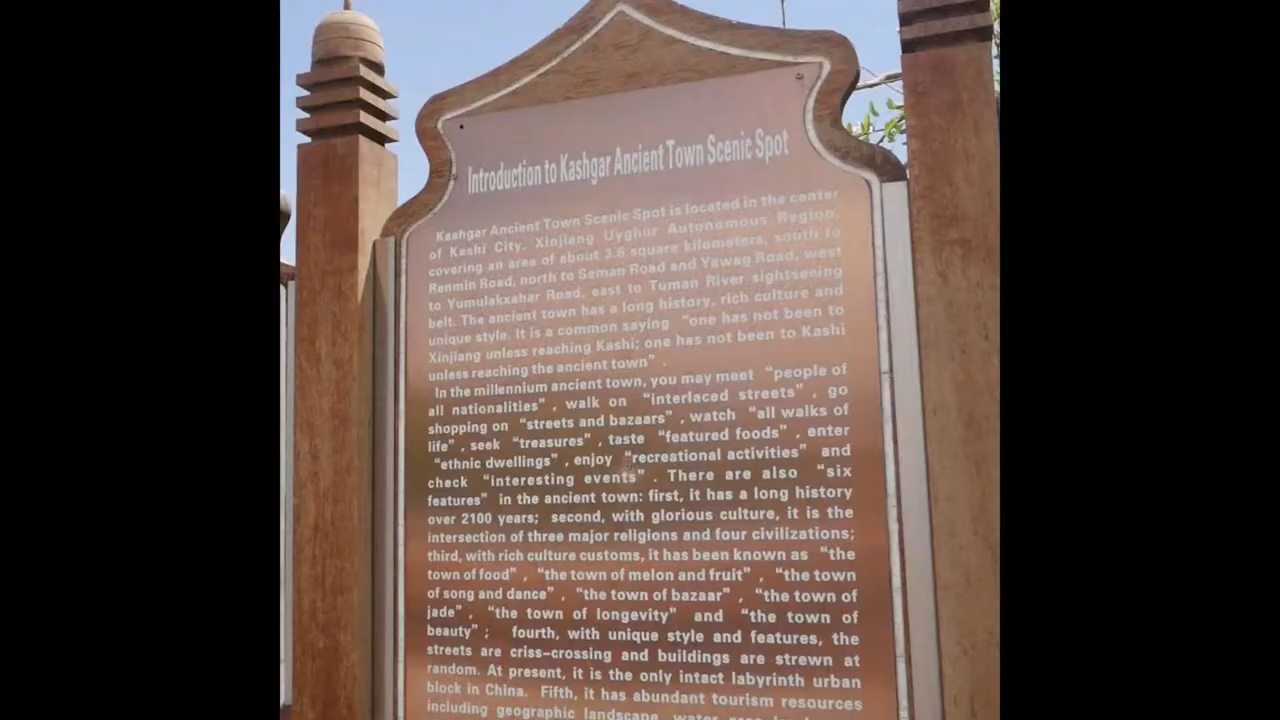 Introduction to Kashgar Ancient Town Scenic Spot
Kashgar Ancient Town Scenic Spot is located in the center
of Kashi City, Xinjiang Uyghur Autonomous Region,
covering an area of about 3.6 square kilometers, south to
Renmin Road, north to Seman Road and Yawag Road, west
to Yumulakxahar Road, east to Tuman River sightseeing
belt. The ancient town has a long history, rich culture and
unique style. It is a common saying “one has not been to
Xinjiang unless reaching Kashi; one has not been to Kashi
unless reaching the ancient town” .
In the millennium ancient town, you may meet “people of
all nationalities” , walk on “interlaced streets” , go
shopping on “streets and bazaars” , watch “all walks of
life” , seek “treasures” , taste “featured foods” , enter
“ethnic dwellings” , enjoy “recreational activities” and
check “interesting events” . There are also “six
features” in the ancient town: first, it has a long history
over 2100 years; second, with glorious culture, it is the
intersection of three major religions and four civilizations;
third, with rich culture customs, it has been known as “the
town of food” , “the town of melon and fruit” , “the town
of song and dance” , “the town of bazaar” , “the town of
jade” , “the town of longevity” and “the town of
beauty” ; fourth, with unique style and features, the
streets are criss-crossing and buildings are strewn at
random. At present, it is the only intact labyrinth urban
block in China. Fifth, it has abundant tourism resources
including geographic landscape, water